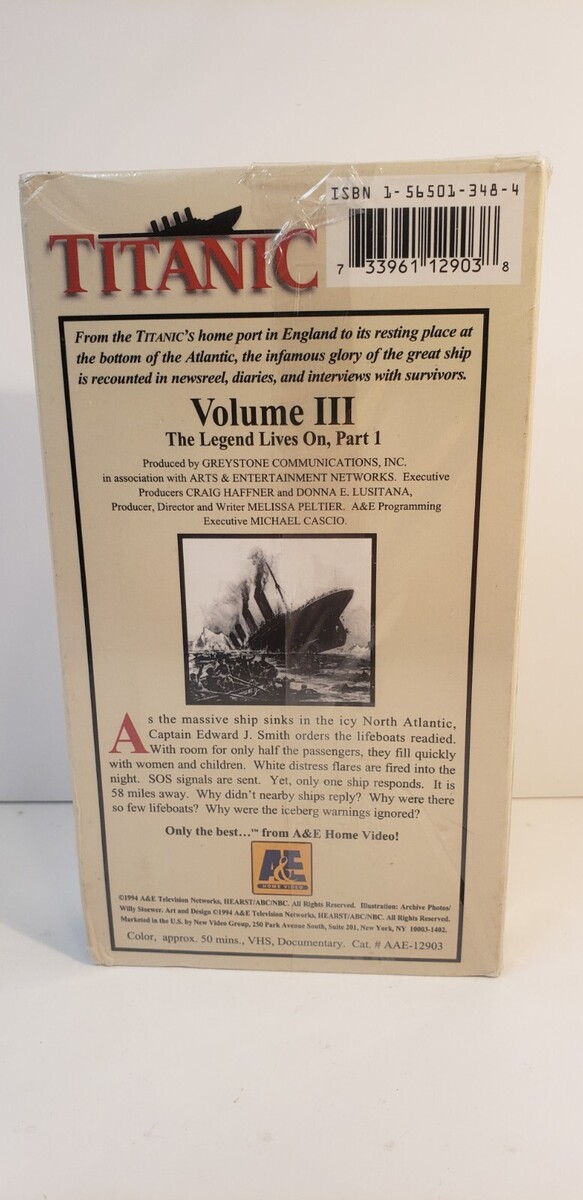 ISBN 1-56501-348-4
7 33961 12903 8
TITANIC
From the TITANIC's home port in England to its resting place at
the bottom of the Atlantic, the infamous glory of the great ship
is recounted in newsreel, diaries, and interviews with survivors.
Volume III
The Legend Lives On, Part 1
Produced by GREYSTONE COMMUNICATIONS, INC.
in association with ARTS & ENTERTAINMENT NETWORKS. Executive
Producers CRAIG HAFFNER and DONNA E. LUSITANA,
Producer, Director and Writer MELISSA PELTIER. A&E Programming
Executive MICHAEL CASCIO.
As the massive ship sinks in the icy North Atlantic,
Captain Edward J. Smith orders the lifeboats readied.
With room for only half the passengers, they fill quickly
with women and children. White distress flares are fired into the
night. SOS signals are sent. Yet, only one ship responds. It is
58 miles away. Why didn't nearby ships reply? Why were there
so few lifeboats? Why were the iceberg warnings ignored?
Only the best...™ from A&E Home Video!
A&E
HOME VIDEO
©1994 A&E Television Networks, HEARST/ABC/NBC. All Rights Reserved. Illustration: Archive Photos/
Willy Stoewer. Art and Design ©1994 A&E Television Networks, HEARST/ABC/NBC. All Rights Reserved.
Marketed in the U.S. by New Video Group, 250 Park Avenue South, Suite 201, New York, NY 10003-1402.
Color, approx. 50 mins., VHS, Documentary. Cat. # AAE-12903